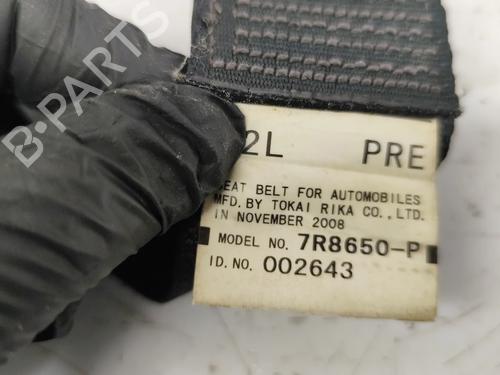 2L PRE
SEAT BELT FOR AUTOMOBILES
MFD. BY TOKAI RIKA CO., LTD.
IN NOVEMBER 2008
MODEL NO. 7R8650-P
ID. NO. 002643
B-PARTS